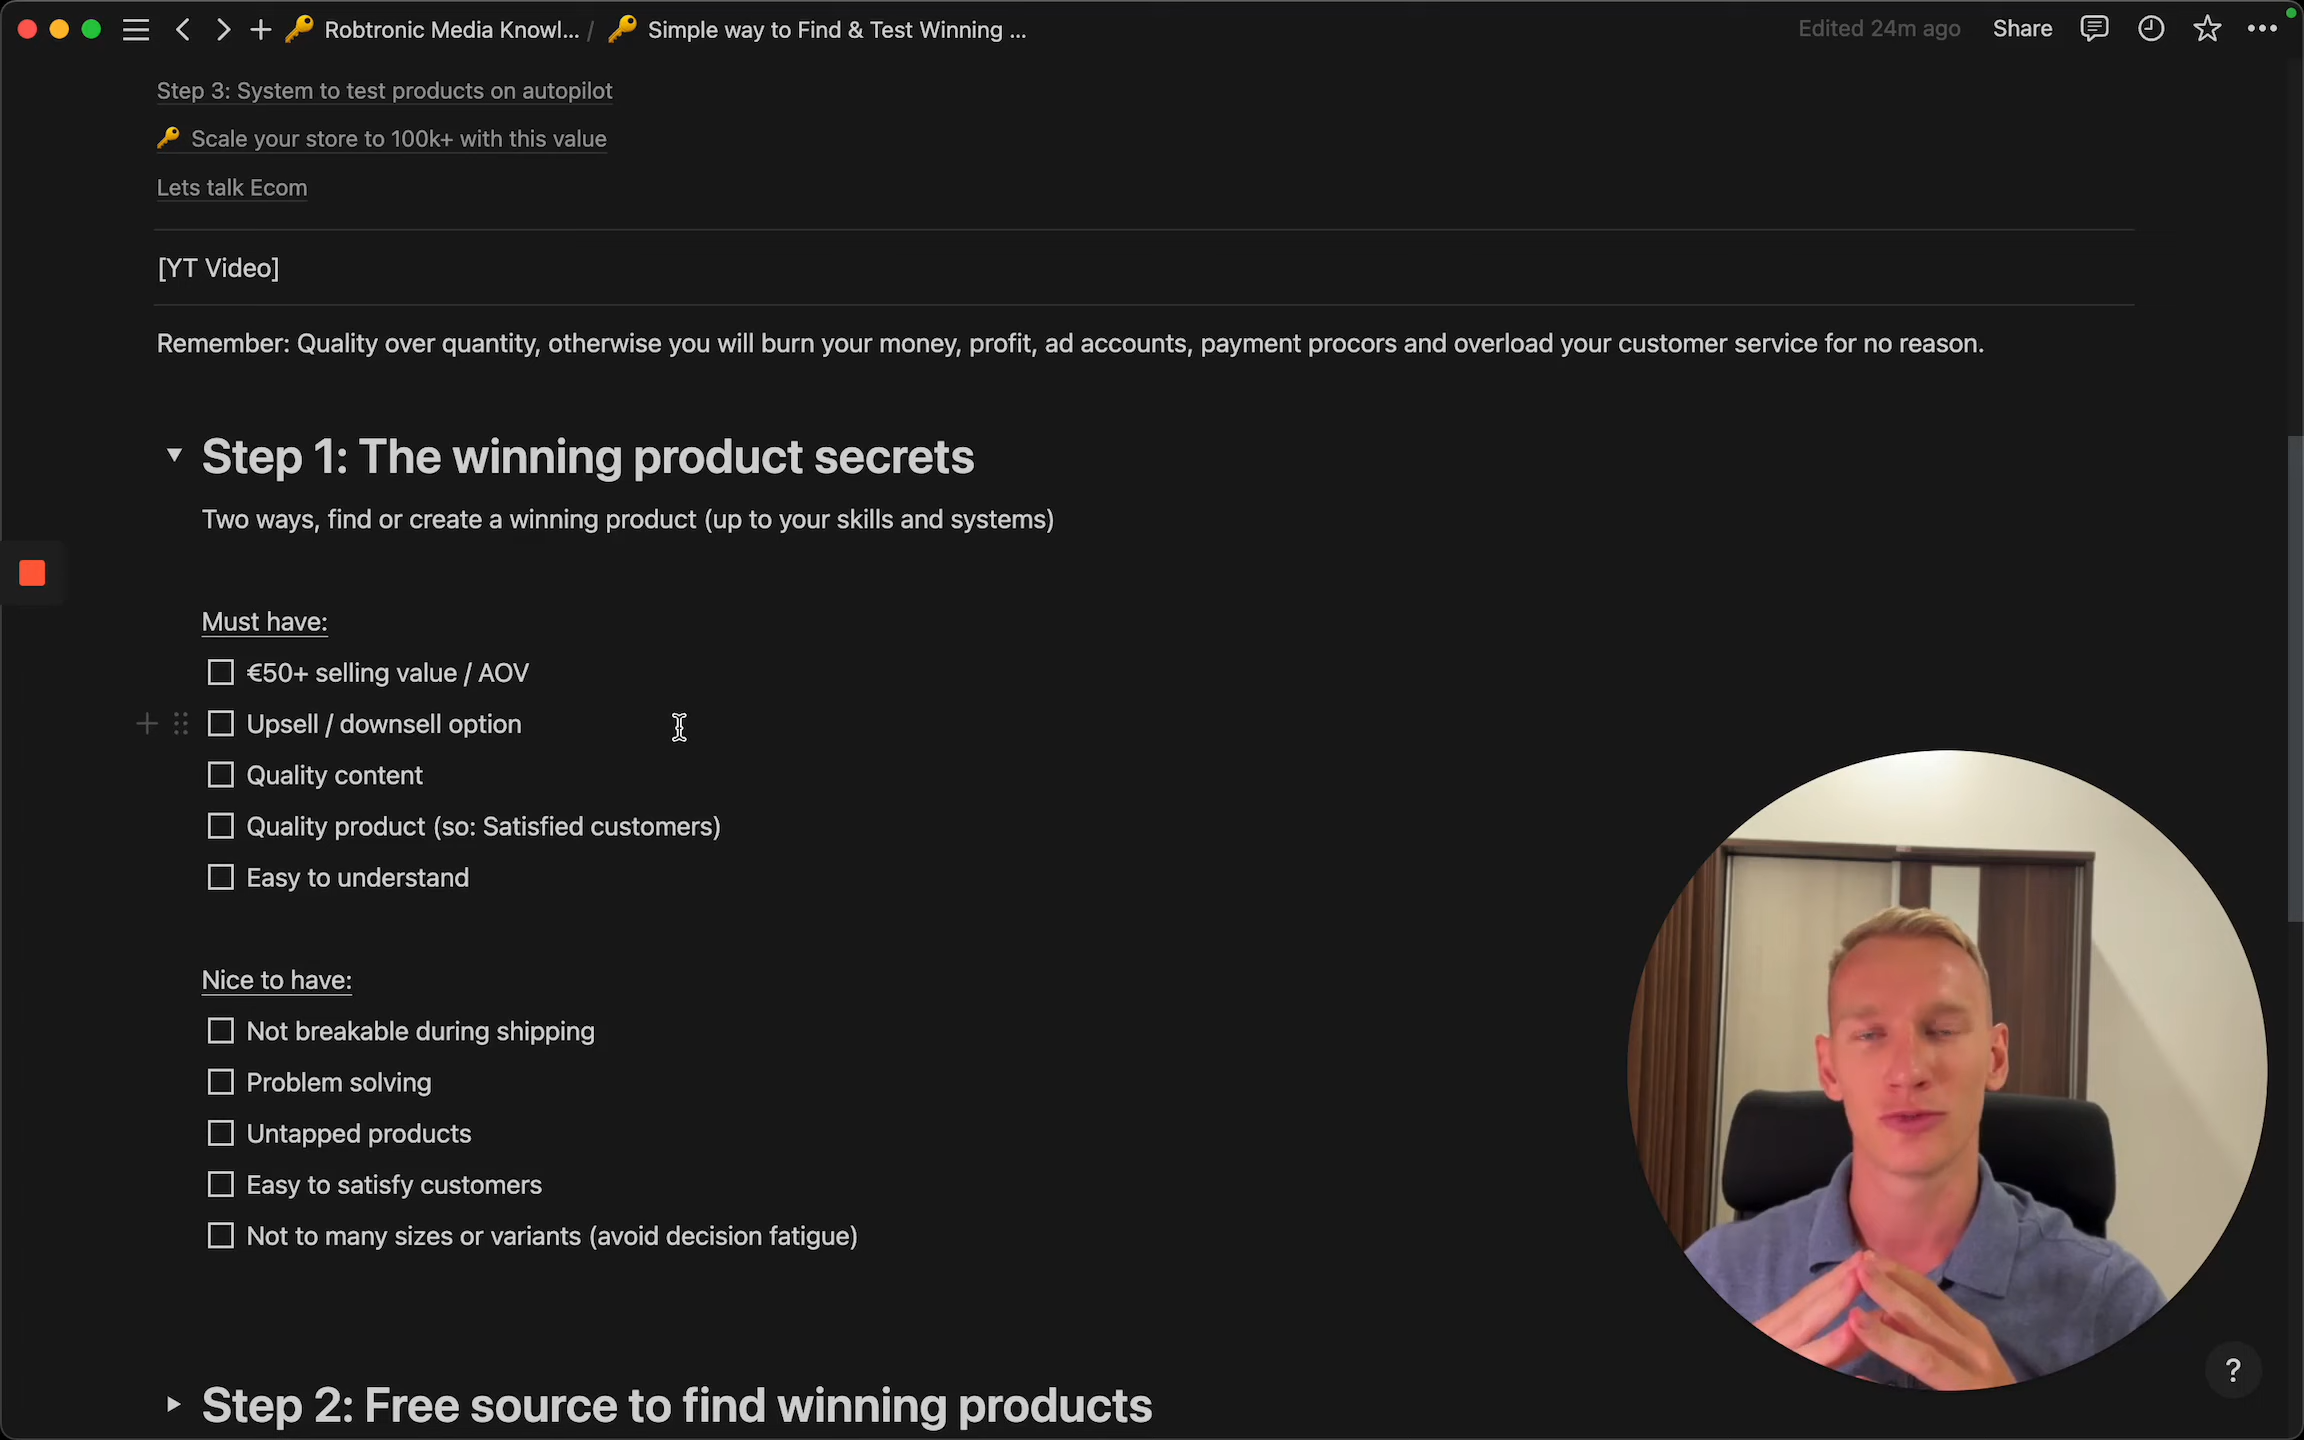 Robtronic Media Knowl... / Simple way to Find & Test Winning ...
Edited 24m ago Share
Step 3: System to test products on autopilot
Scale your store to 100k+ with this value
Lets talk Ecom
[YT Video]
Remember: Quality over quantity, otherwise you will burn your money, profit, ad accounts, payment procors and overload your customer service for no reason.
Step 1: The winning product secrets
Two ways, find or create a winning product (up to your skills and systems)
Must have:
€50+ selling value / AOV
Upsell / downsell option
Quality content
Quality product (so: Satisfied customers)
Easy to understand
Nice to have:
Not breakable during shipping
Problem solving
Untapped products
Easy to satisfy customers
Not to many sizes or variants (avoid decision fatigue)
?
Step 2: Free source to find winning products